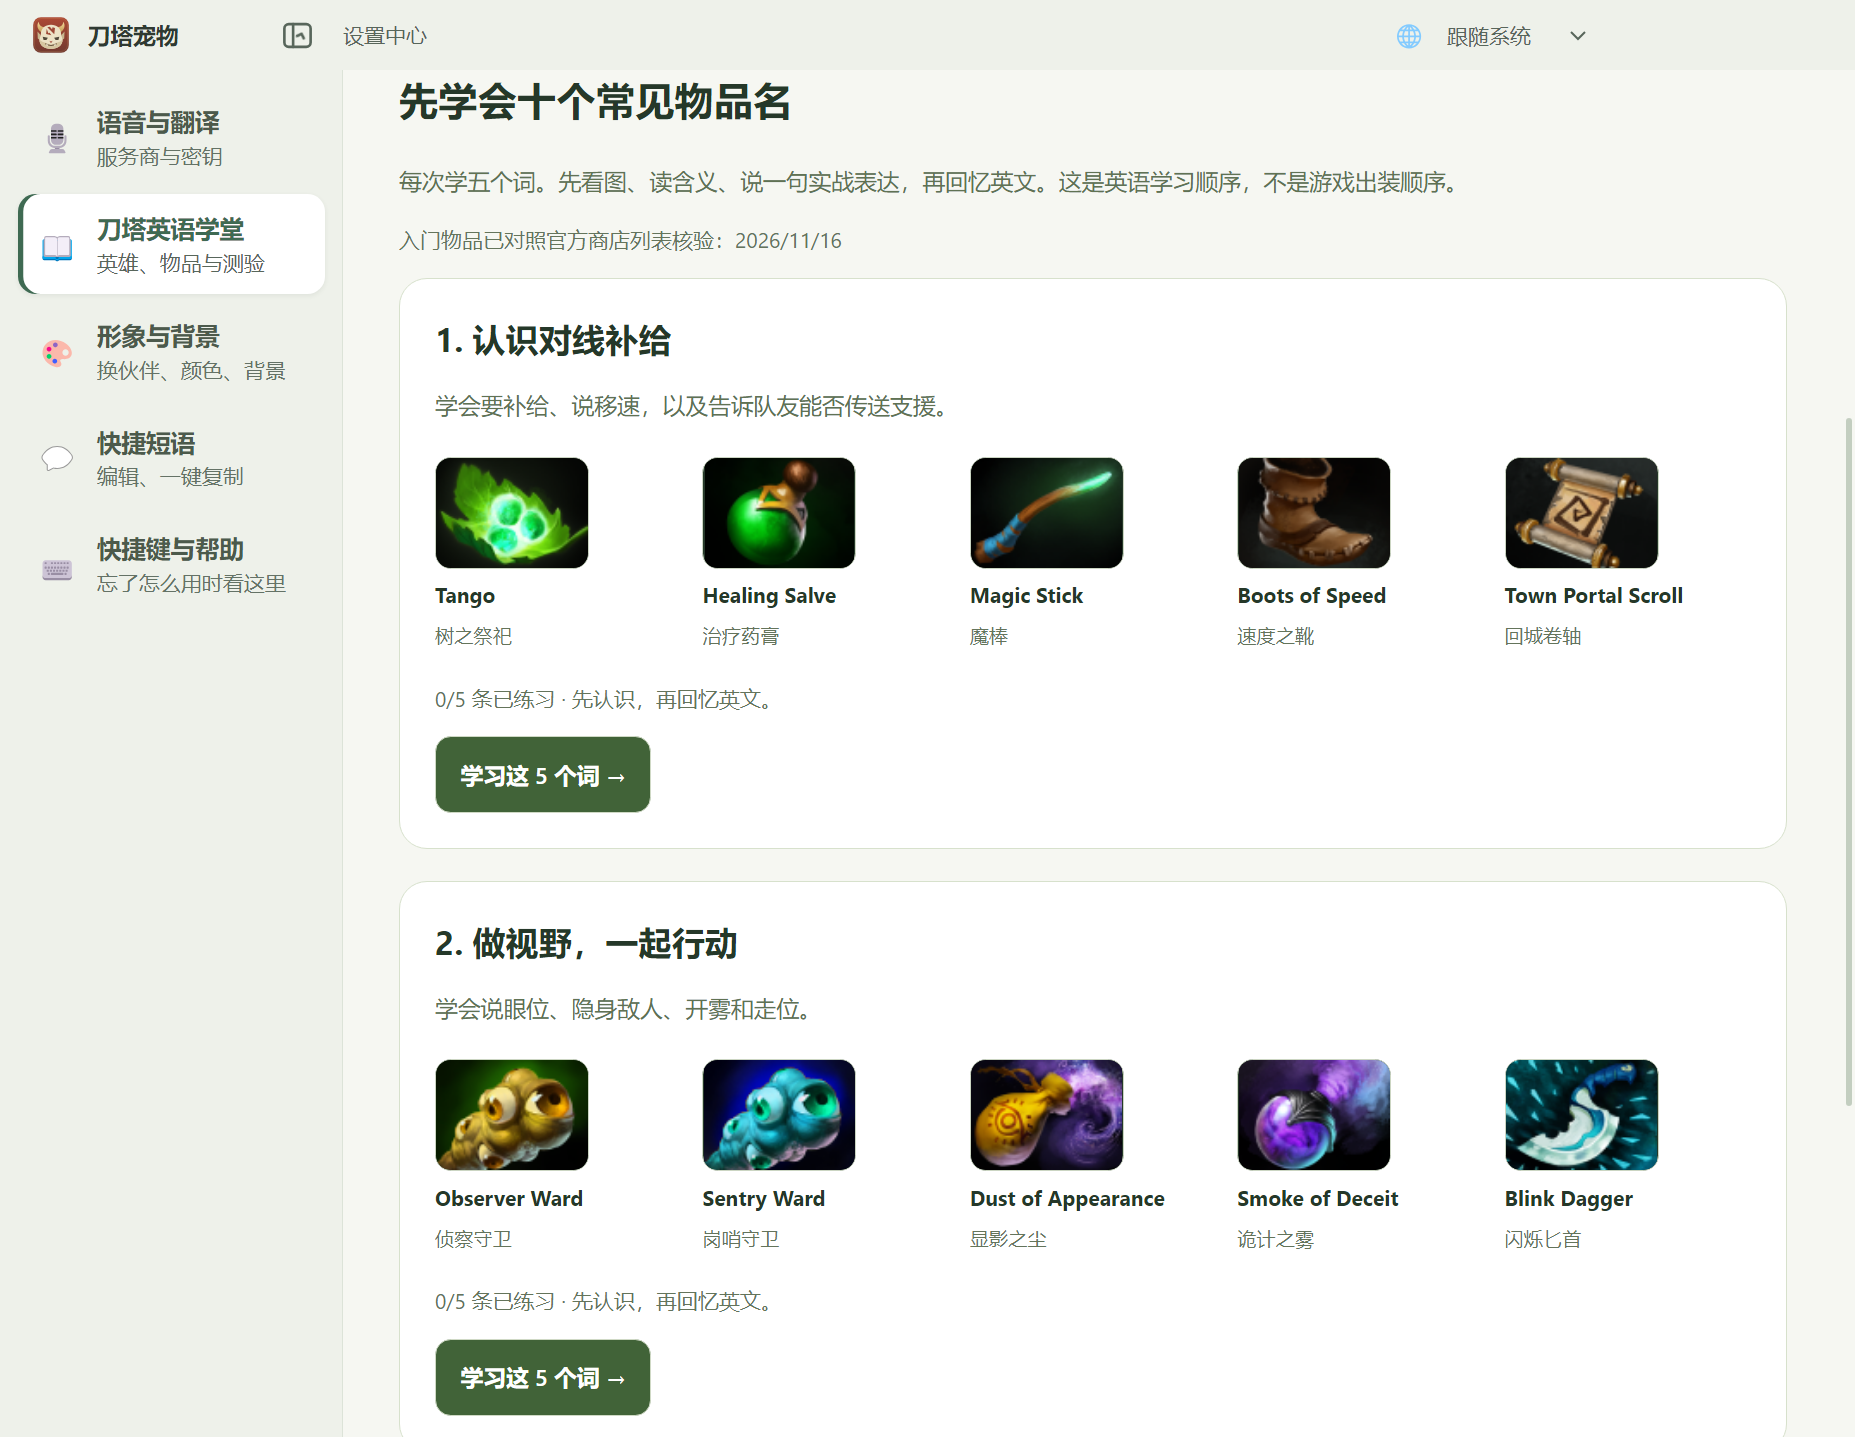 刀塔宠物
设置中心
跟随系统
语音与翻译
服务商与密钥
刀塔英语学堂
英雄、物品与测验
形象与背景
换伙伴、颜色、背景
快捷短语
编辑、一键复制
快捷键与帮助
忘了怎么用时看这里
先学会十个常见物品名
每次学五个词。先看图、读含义、说一句实战表达，再回忆英文。这是英语学习顺序，不是游戏出装顺序。
入门物品已对照官方商店列表核验：2026/11/16
1. 认识对线补给
学会要补给、说移速，以及告诉队友能否传送支援。
Tango
树之祭祀
Healing Salve
治疗药膏
Magic Stick
魔棒
Boots of Speed
速度之靴
Town Portal Scroll
回城卷轴
0/5 条已练习 · 先认识，再回忆英文。
学习这 5 个词 →
2. 做视野，一起行动
学会说眼位、隐身敌人、开雾和走位。
Observer Ward
侦察守卫
Sentry Ward
岗哨守卫
Dust of Appearance
显影之尘
Smoke of Deceit
诡计之雾
Blink Dagger
闪烁匕首
0/5 条已练习 · 先认识，再回忆英文。
学习这 5 个词 →